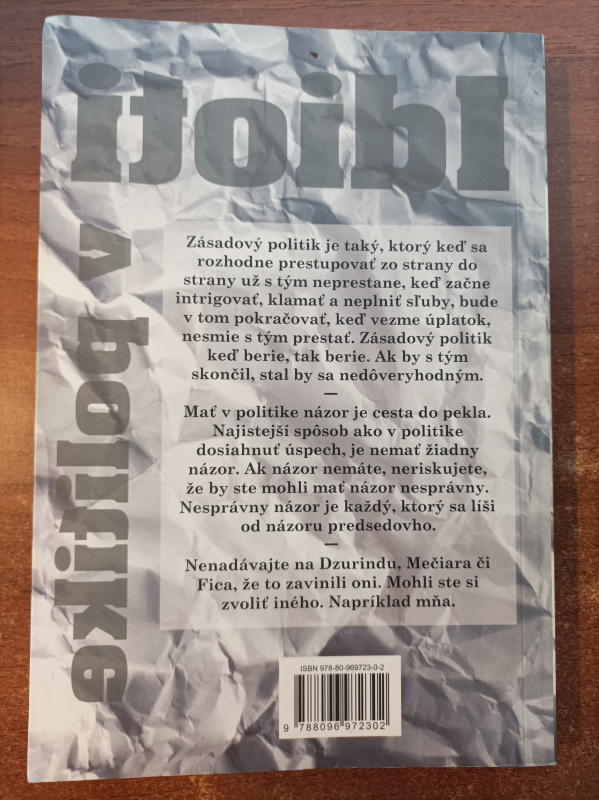 Idioti
v politike
Zásadový politik je taký, ktorý keď sa
rozhodne prestupovať zo strany do
strany už s tým neprestane, keď začne
intrigovať, klamať a neplniť sľuby, bude
v tom pokračovať, keď vezme úplatok,
nesmie s tým prestať. Zásadový politik
keď berie, tak berie. Ak by s tým
skončil, stal by sa nedôveryhodným.
—
Mať v politike názor je cesta do pekla.
Najistejší spôsob ako v politike
dosiahnuť úspech, je nemať žiadny
názor. Ak názor nemáte, neriskujete,
že by ste mohli mať názor nesprávny.
Nesprávny názor je každý, ktorý sa líši
od názoru predsedovho.
—
Nenadávajte na Dzurindu, Mečiara či
Fica, že to zavinili oni. Mohli ste si
zvoliť iného. Napríklad mňa.
ISBN 978-80-969723-0-2
9 788096 972302